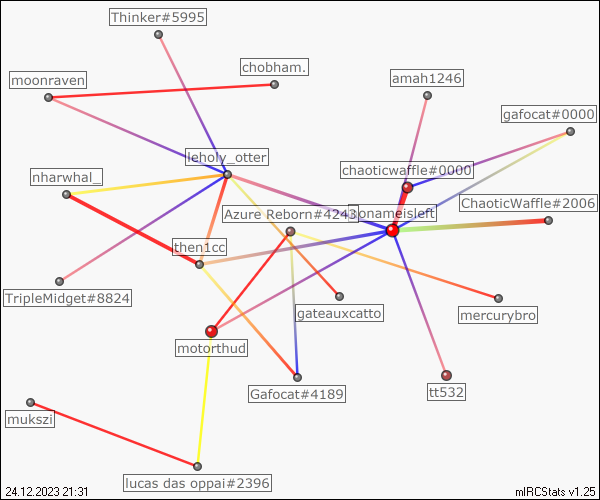 Thinker#5995
chobham.
moonraven
amah1246
gafocat#0000
leholy_otter
chaoticwaffle#0000
nharwhal_
ChaoticWaffle#2006
Azure Reborn#4243
nonameisleft
then1cc
TripleMidget#8824
gateauxcatto
mercurybro
motorthud
Gafocat#4189
tt532
mukszi
lucas das oppai#2396
24.12.2023 21:31
mIRCStats v1.25